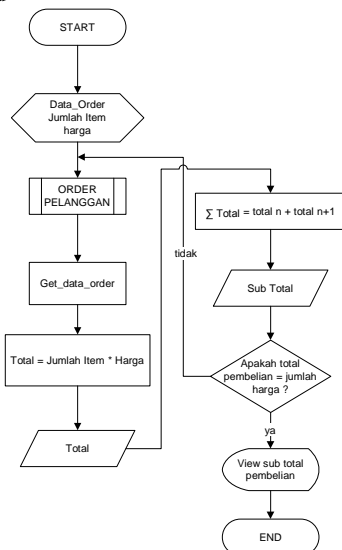 START
Data_Order
Jumlah Item
harga
ORDER
PELANGGAN
Get_data_order
Total = Jumlah Item * Harga
Total
∑ Total = total n + total n+1
tidak
Sub Total
Apakah total
pembelian = jumlah
harga ?
ya
View sub total
pembelian
END